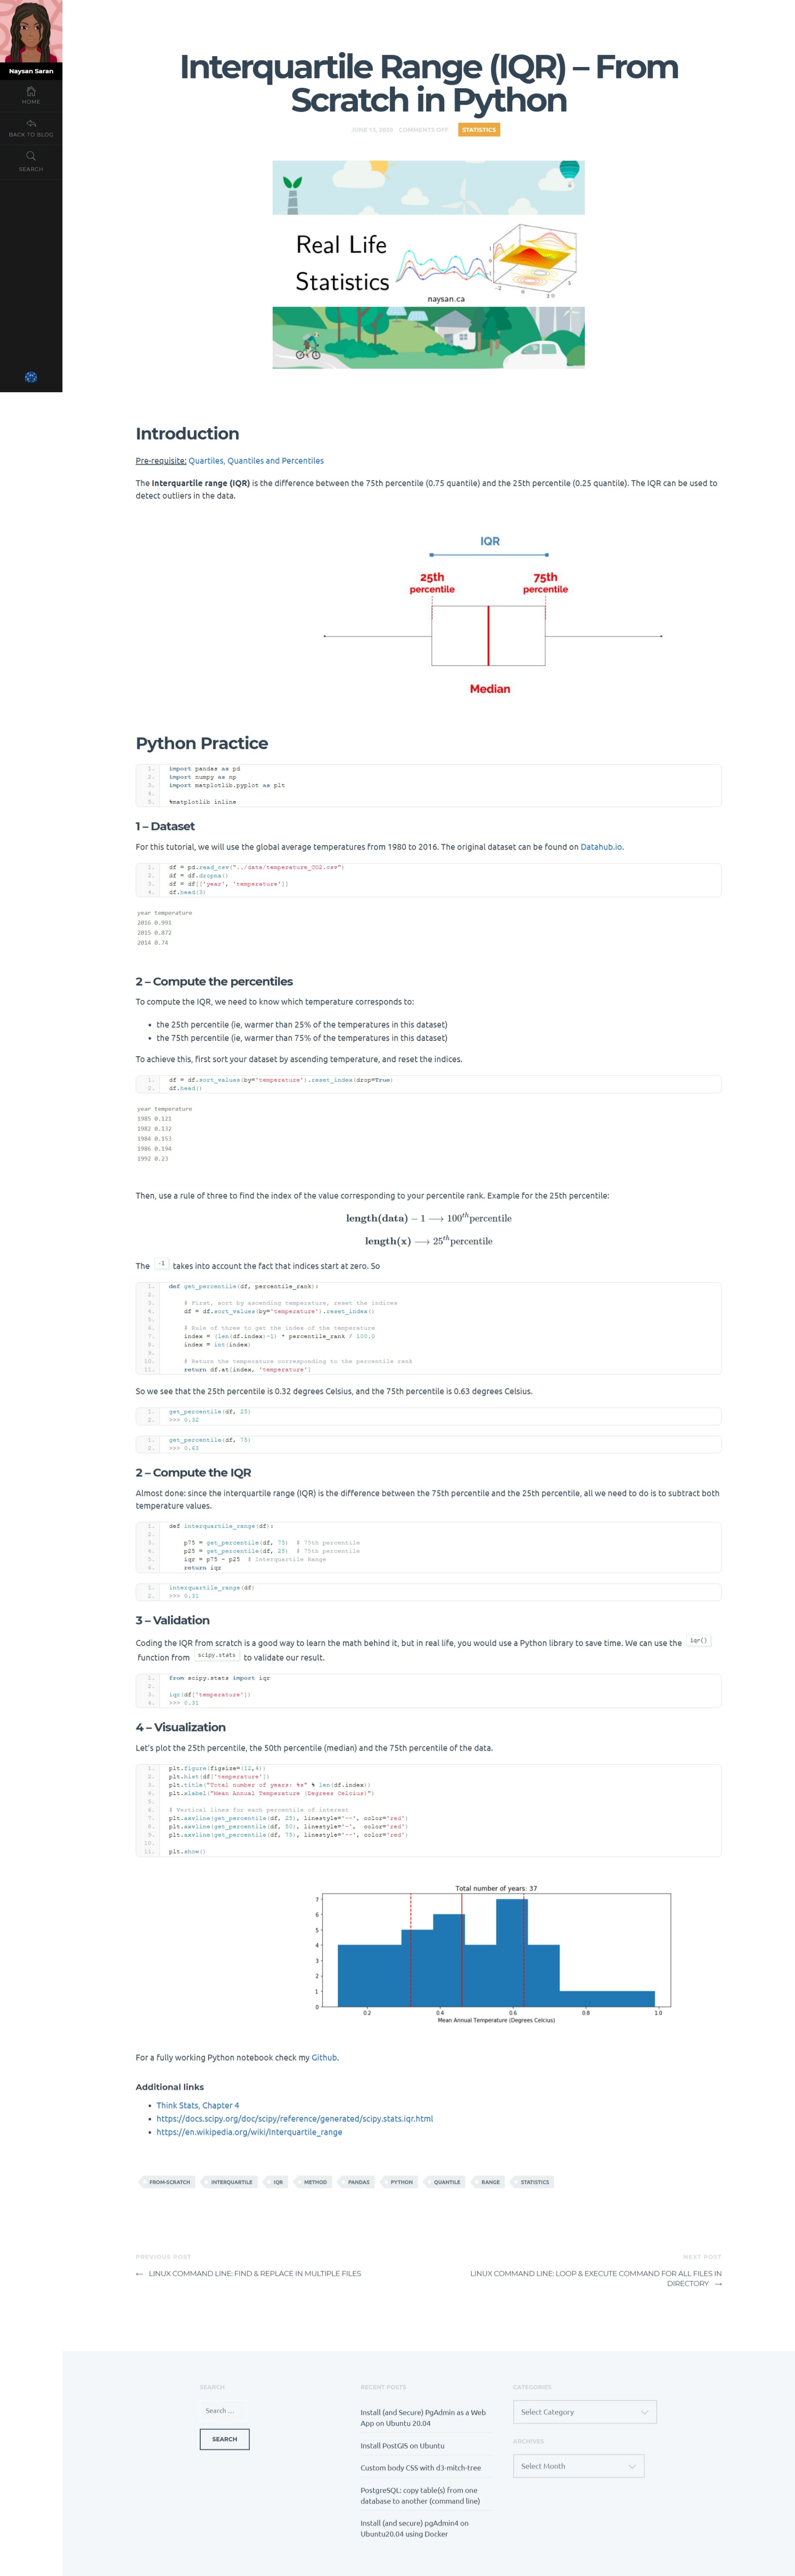 Naysan Saran
HOME
BACK TO BLOG
SEARCH
Interquartile Range (IQR) – From
Scratch in Python
JUNE 13, 2020 COMMENTS OFF STATISTICS
Real Life
Statistics
naysan.ca
Introduction
Pre-requisite: Quartiles, Quantiles and Percentiles
The Interquartile range (IQR) is the difference between the 75th percentile (0.75 quantile) and the 25th percentile (0.25 quantile). The IQR can be used to
detect outliers in the data.
IQR
25th
percentile
75th
percentile
Median
Python Practice
1. import pandas as pd
2. import numpy as np
3. import matplotlib.pyplot as plt
4.
5. %matplotlib inline
1 – Dataset
For this tutorial, we will use the global average temperatures from 1980 to 2016. The original dataset can be found on Datahub.io.
1. df = pd.read_csv("../data/temperature_CO2.csv")
2. df = df.dropna()
3. df = df[['year', 'temperature']]
4. df.head(3)
year temperature
2016 0.991
2015 0.872
2014 0.74
2 – Compute the percentiles
To compute the IQR, we need to know which temperature corresponds to:
• the 25th percentile (ie, warmer than 25% of the temperatures in this dataset)
• the 75th percentile (ie, warmer than 75% of the temperatures in this dataset)
To achieve this, first sort your dataset by ascending temperature, and reset the indices.
1. df = df.sort_values(by='temperature').reset_index(drop=True)
2. df.head()
year temperature
1985 0.121
1982 0.132
1984 0.153
1986 0.194
1992 0.23
Then, use a rule of three to find the index of the value corresponding to your percentile rank. Example for the 25th percentile:
length(data) − 1 ⟶ 100th percentile
length(x) ⟶ 25th percentile
The -1 takes into account the fact that indices start at zero. So
1. def get_percentile(df, percentile_rank):
2.
3. # First, sort by ascending temperature, reset the indices
4. df = df.sort_values(by='temperature').reset_index()
5.
6. # Rule of three to get the index of the temperature
7. index = (len(df.index)-1) * percentile_rank / 100.0
8. index = int(index)
9.
10. # Return the temperature corresponding to the percentile rank
11. return df.at[index, 'temperature']
So we see that the 25th percentile is 0.32 degrees Celsius, and the 75th percentile is 0.63 degrees Celsius.
1. get_percentile(df, 25)
2. >>> 0.32
1. get_percentile(df, 75)
2. >>> 0.63
2 – Compute the IQR
Almost done: since the interquartile range (IQR) is the difference between the 75th percentile and the 25th percentile, all we need to do is to subtract both
temperature values.
1. def interquartile_range(df):
2.
3. p75 = get_percentile(df, 75) # 75th percentile
4. p25 = get_percentile(df, 25) # 75th percentile
5. iqr = p75 - p25 # Interquartile Range
6. return iqr
1. interquartile_range(df)
2. >>> 0.31
3 – Validation
Coding the IQR from scratch is a good way to learn the math behind it, but in real life, you would use a Python library to save time. We can use the iqr()
function from scipy.stats to validate our result.
1. from scipy.stats import iqr
2.
3. iqr(df['temperature'])
4. >>> 0.31
4 – Visualization
Let's plot the 25th percentile, the 50th percentile (median) and the 75th percentile of the data.
1. plt.figure(figsize=(12,4))
2. plt.hist(df['temperature'])
3. plt.title("Total number of years: %s" % len(df.index))
4. plt.xlabel("Mean Annual Temperature (Degrees Celcius)")
5.
6. # Vertical lines for each percentile of interest
7. plt.axvline(get_percentile(df, 25), linestyle='--', color='red')
8. plt.axvline(get_percentile(df, 50), linestyle='-', color='red')
9. plt.axvline(get_percentile(df, 75), linestyle='--', color='red')
10.
11. plt.show()
Total number of years: 37
7
6
5
4
3
2
1
0
0.2 0.4 0.6 0.8 1.0
Mean Annual Temperature (Degrees Celcius)
For a fully working Python notebook check my Github.
Additional links
• Think Stats, Chapter 4
• https://docs.scipy.org/doc/scipy/reference/generated/scipy.stats.iqr.html
• https://en.wikipedia.org/wiki/Interquartile_range
FROM-SCRATCH INTERQUARTILE IQR METHOD PANDAS PYTHON QUANTILE RANGE STATISTICS
PREVIOUS POST
← LINUX COMMAND LINE: FIND & REPLACE IN MULTIPLE FILES
NEXT POST
LINUX COMMAND LINE: LOOP & EXECUTE COMMAND FOR ALL FILES IN
DIRECTORY →
SEARCH
Search …
SEARCH
RECENT POSTS
Install (and Secure) PgAdmin as a Web
App on Ubuntu 20.04
Install PostGIS on Ubuntu
Custom body CSS with d3-mitch-tree
PostgreSQL: copy table(s) from one
database to another (command line)
Install (and secure) pgAdmin4 on
Ubuntu20.04 using Docker
CATEGORIES
Select Category
ARCHIVES
Select Month